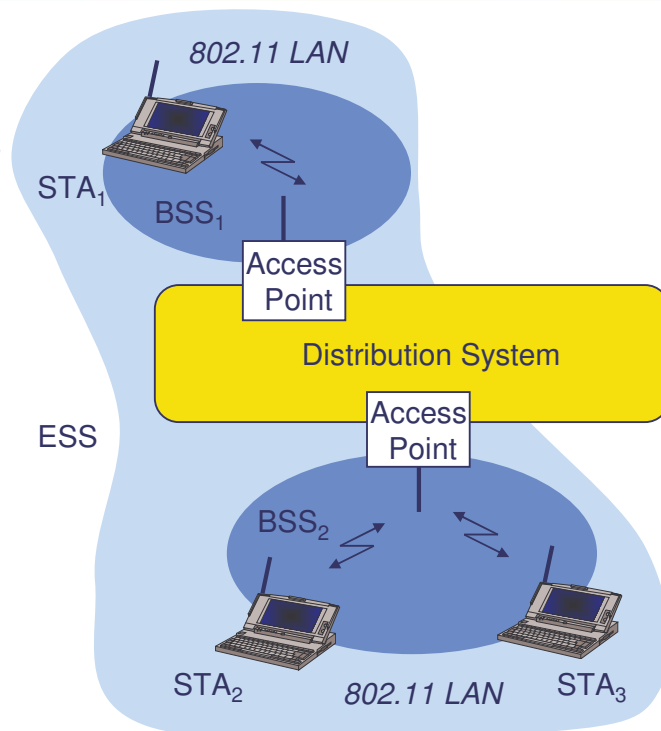 802.11 LAN
STA₁
BSS₁
Access
Point
Distribution System
Access
Point
ESS
BSS₂
STA₂
802.11 LAN
STA₃